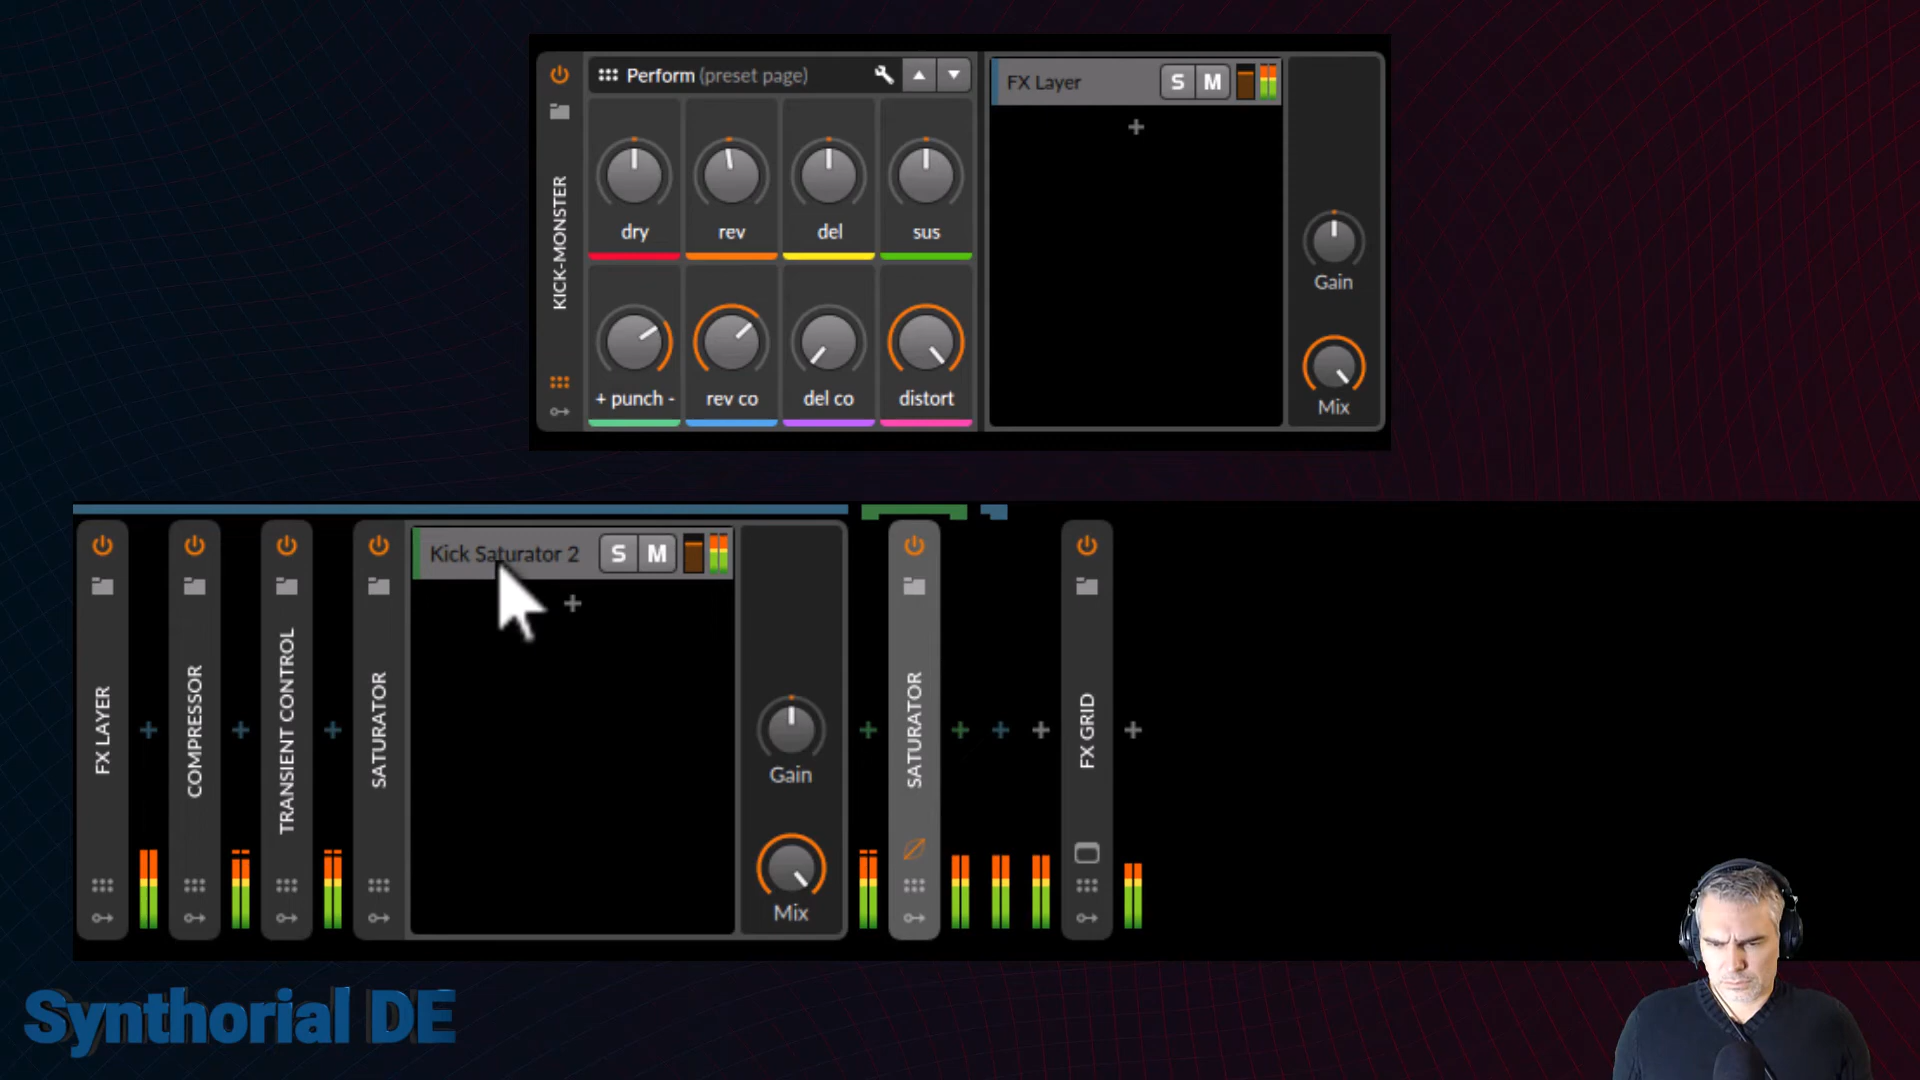 KICK-MONSTER
Perform (preset page)
dry
rev
del
sus
+ punch -
rev co
del co
distort
FX Layer
S
M
Gain
Mix
FX LAYER
COMPRESSOR
TRANSIENT CONTROL
SATURATOR
Kick Saturator 2
S
M
Gain
Mix
SATURATOR
FX GRID
Synthorial DE